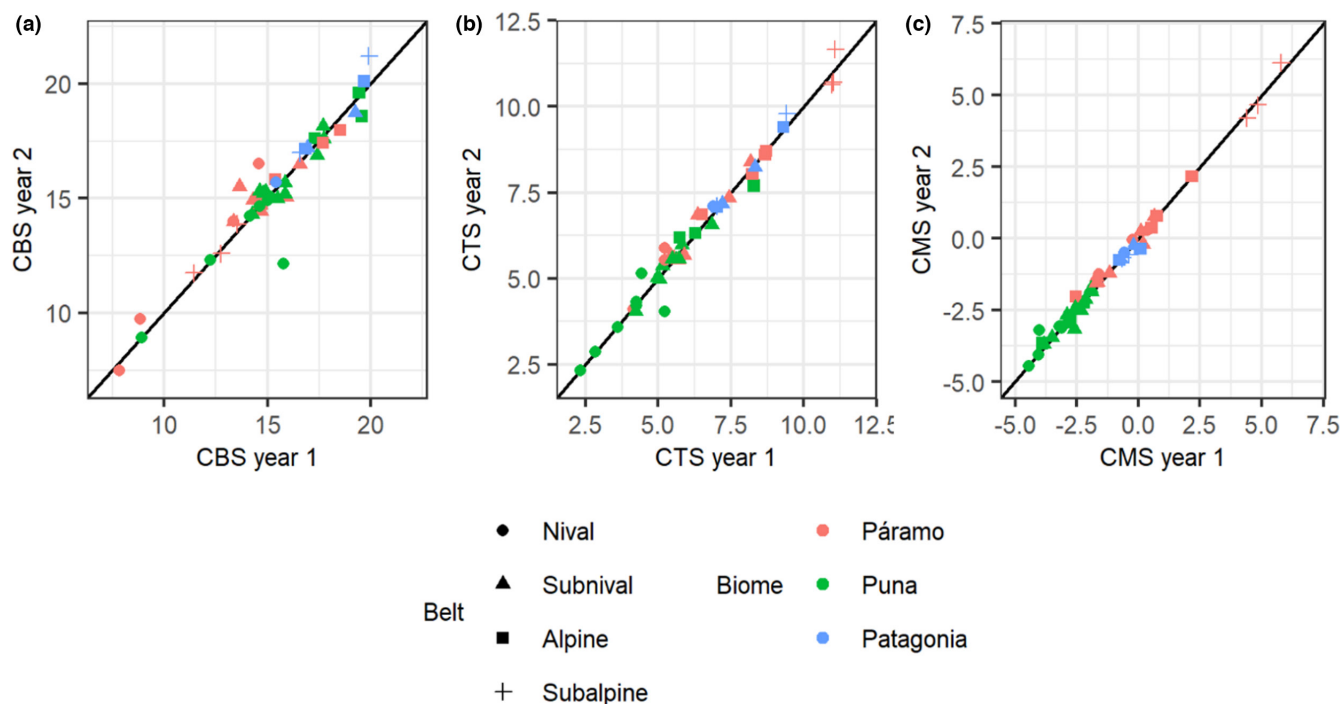 (a)
(b)
(c)
CBS year 2
20
15
10
10
15
20
CBS year 1
CTS year 2
12.5
10.0
7.5
5.0
2.5
2.5
5.0
7.5
10.0
12.5
CTS year 1
CMS year 2
7.5
5.0
2.5
0.0
-2.5
-5.0
-5.0
-2.5
0.0
2.5
5.0
7.5
CMS year 1
Belt
Nival
Subnival
Alpine
Subalpine
Biome
Páramo
Puna
Patagonia